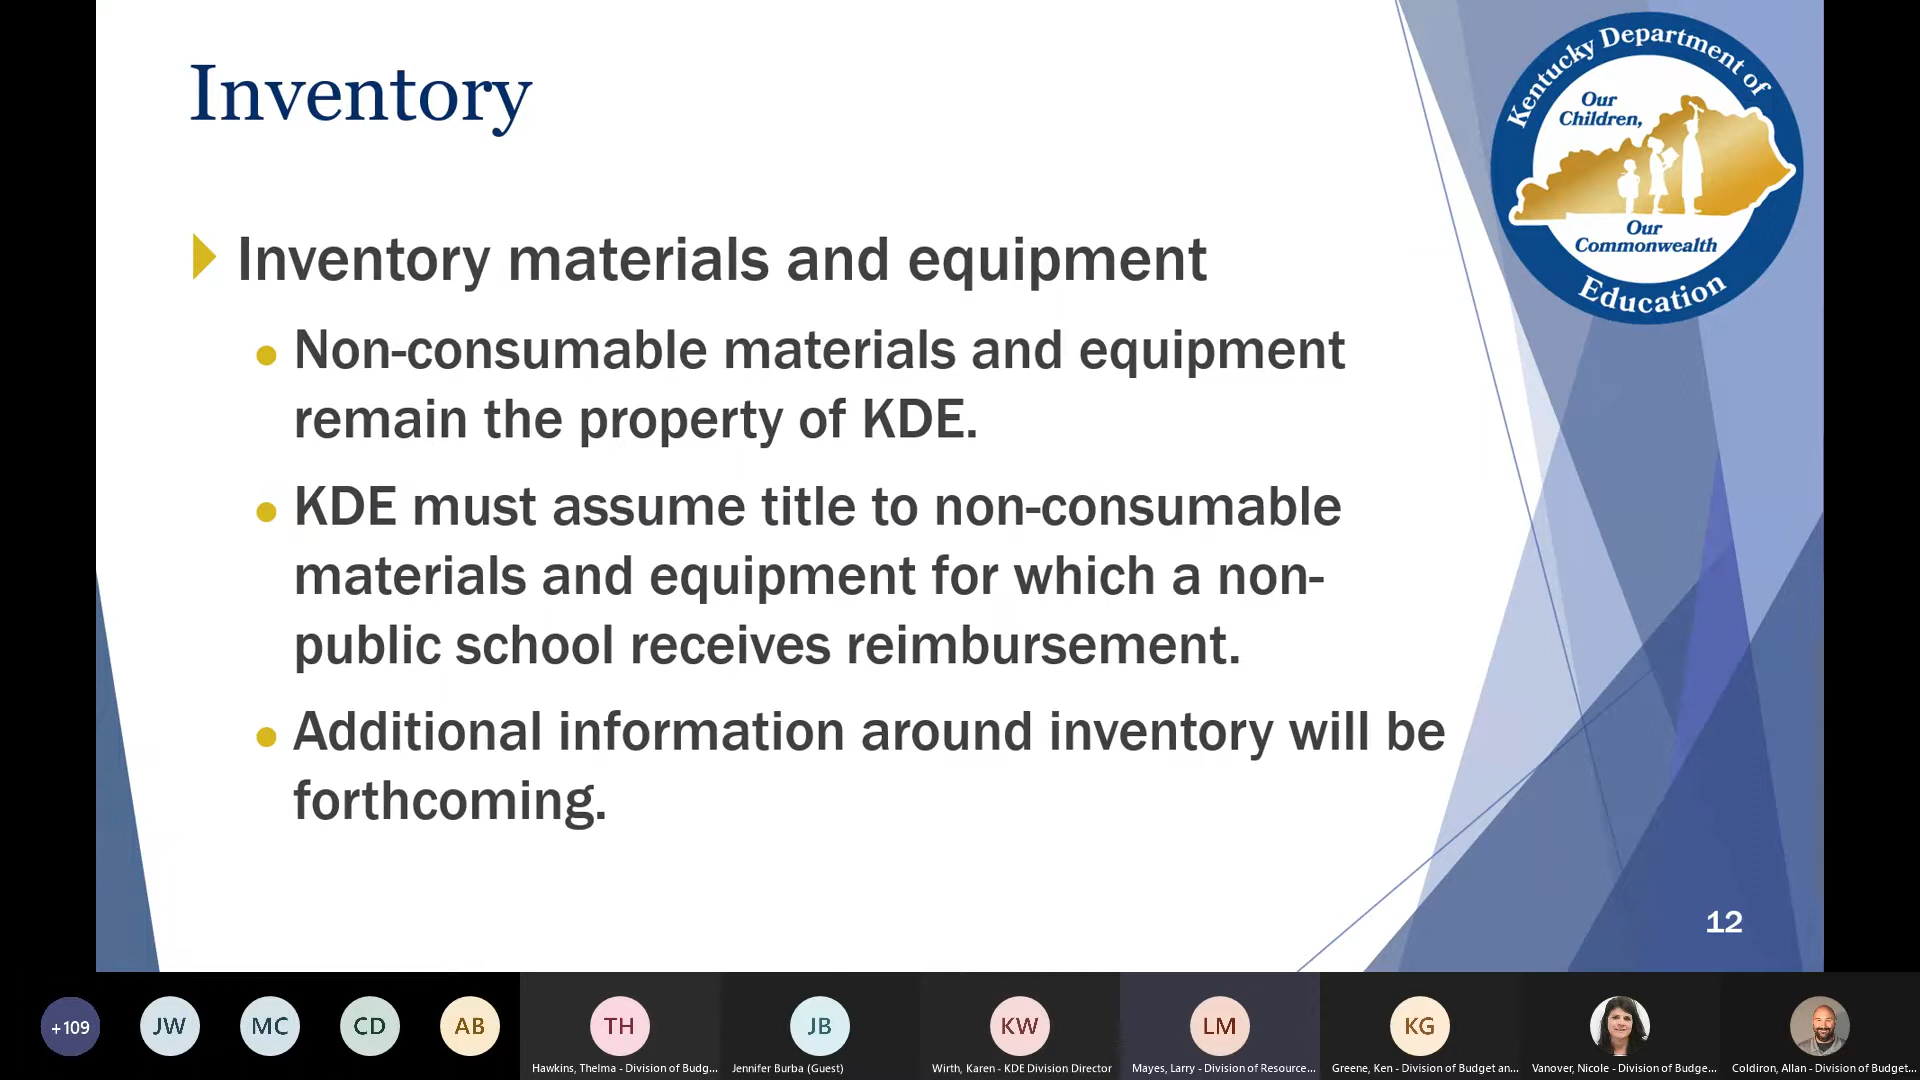 Inventory
Kentucky Department of
Our
Children,
Our
Commonwealth
Education
Inventory materials and equipment
Non-consumable materials and equipment
remain the property of KDE.
KDE must assume title to non-consumable
materials and equipment for which a non-
public school receives reimbursement.
Additional information around inventory will be
forthcoming.
12
+109
JW
MC
CD
AB
TH
JB
KW
LM
KG
Hawkins, Thelma - Division of Budg...
Jennifer Burba (Guest)
Wirth, Karen - KDE Division Director
Mayes, Larry - Division of Resource...
Greene, Ken - Division of Budget an...
Vanover, Nicole - Division of Budge...
Coldiron, Allan - Division of Budget...